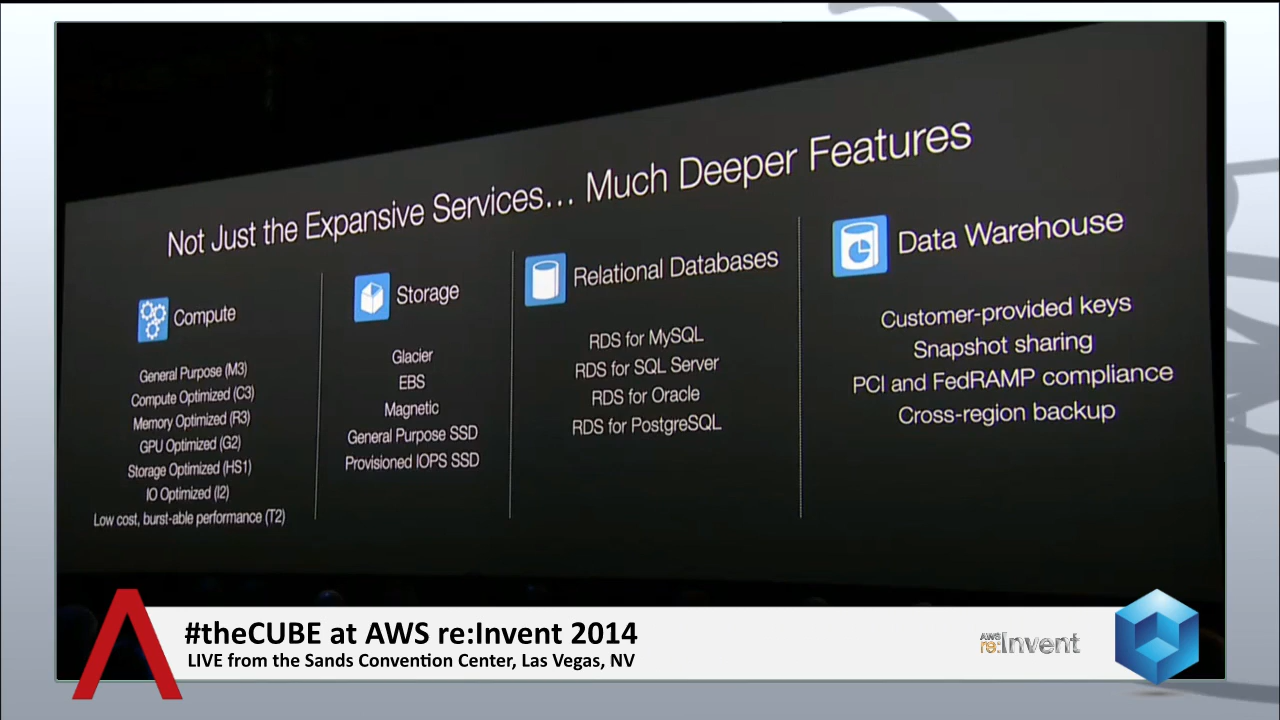 Not Just the Expansive Services... Much Deeper Features
Compute
General Purpose (M3)
Compute Optimized (C3)
Memory Optimized (R3)
GPU Optimized (G2)
Storage Optimized (HS1)
IO Optimized (I2)
Low cost, burst-able performance (T2)
Storage
Glacier
EBS
Magnetic
General Purpose SSD
Provisioned IOPS SSD
Relational Databases
RDS for MySQL
RDS for SQL Server
RDS for Oracle
RDS for PostgreSQL
Data Warehouse
Customer-provided keys
Snapshot sharing
PCI and FedRAMP compliance
Cross-region backup
#theCUBE at AWS re:Invent 2014
LIVE from the Sands Convention Center, Las Vegas, NV
AWS
re:Invent